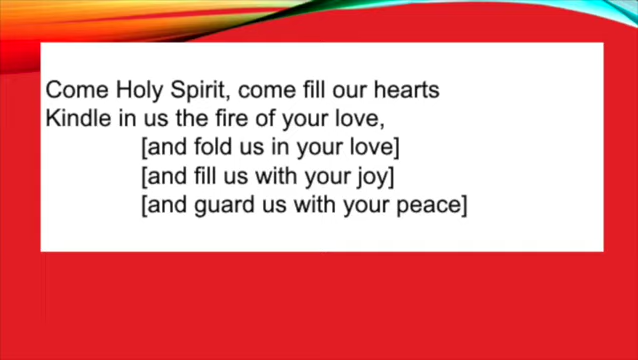 Come Holy Spirit, come fill our hearts
Kindle in us the fire of your love,
[and fold us in your love]
[and fill us with your joy]
[and guard us with your peace]